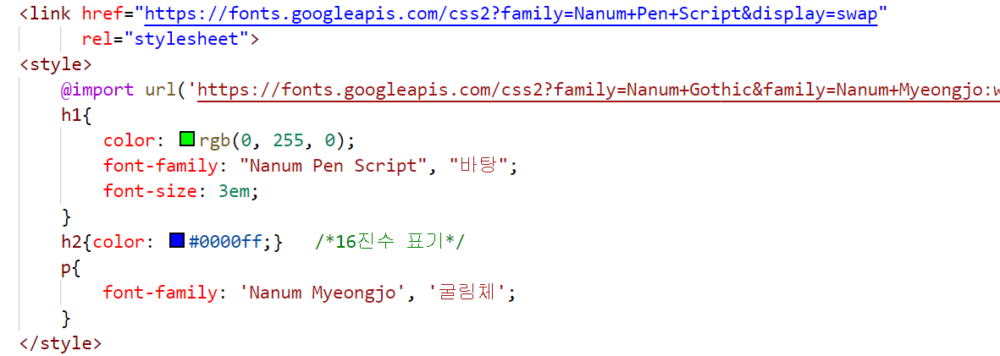 <link href="https://fonts.googleapis.com/css2?family=Nanum+Pen+Script&display=swap"
rel="stylesheet">
<style>
@import url('https://fonts.googleapis.com/css2?family=Nanum+Gothic&family=Nanum+Myeongjo:w
h1{
color: rgb(0, 255, 0);
font-family: "Nanum Pen Script", "바탕";
font-size: 3em;
}
h2{color: #0000ff;} /*16진수 표기*/
p{
font-family: 'Nanum Myeongjo', '굴림체';
}
</style>